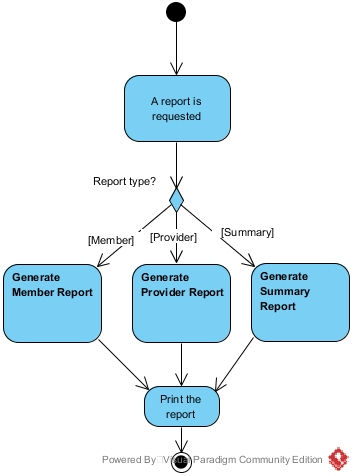 A report is
requested
Report type?
[Member]
[Provider]
[Summary]
Generate
Member Report
Generate
Provider Report
Generate
Summary
Report
Print the
report
Powered By Visual Paradigm Community Edition